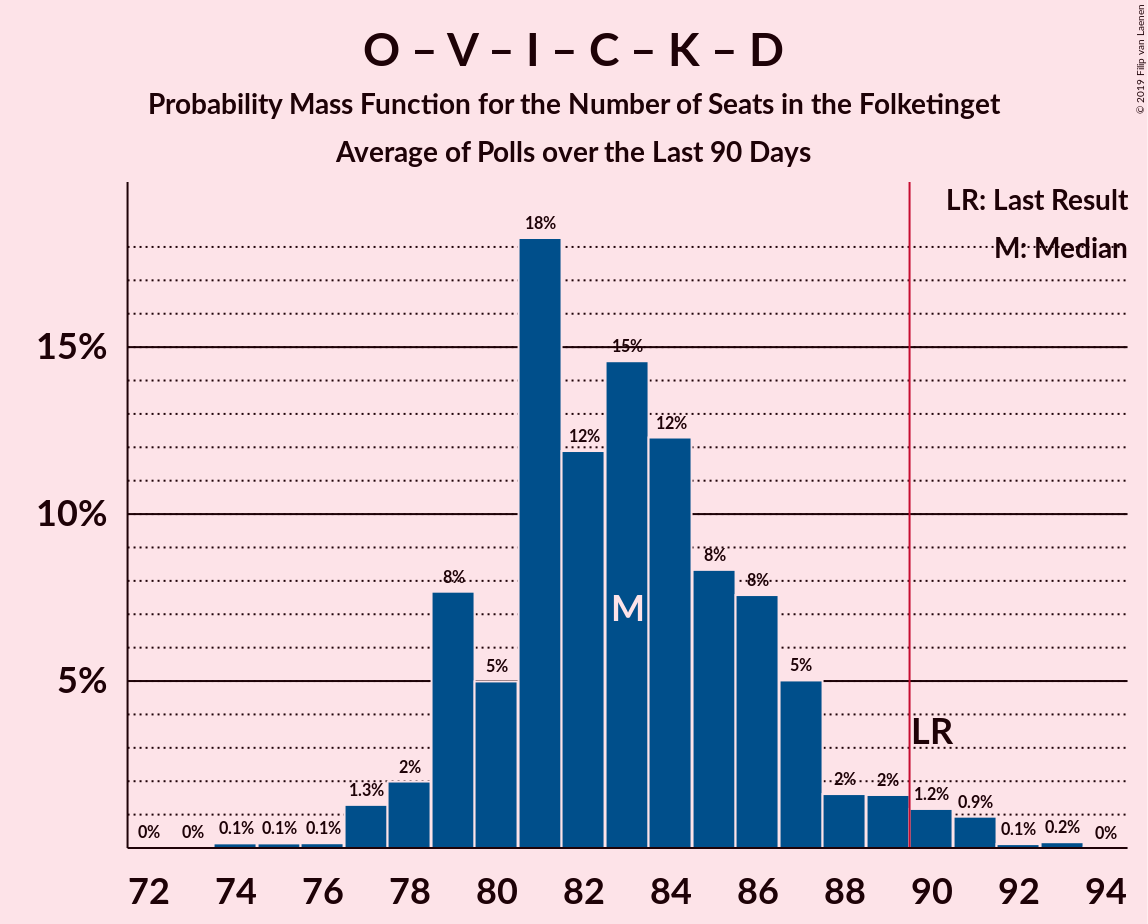 O – V – I – C – K – D
Probability Mass Function for the Number of Seats in the Folketinget
Average of Polls over the Last 90 Days
© 2019 Filip van Laenen
LR: Last Result
M: Median
15%
10%
5%
0%
0%
0.1%
0.1%
0.1%
1.3%
2%
8%
5%
18%
12%
15%
12%
8%
8%
5%
2%
2%
1.2%
0.9%
0.1%
0.2%
0%
M
LR
72 74 76 78 80 82 84 86 88 90 92 94